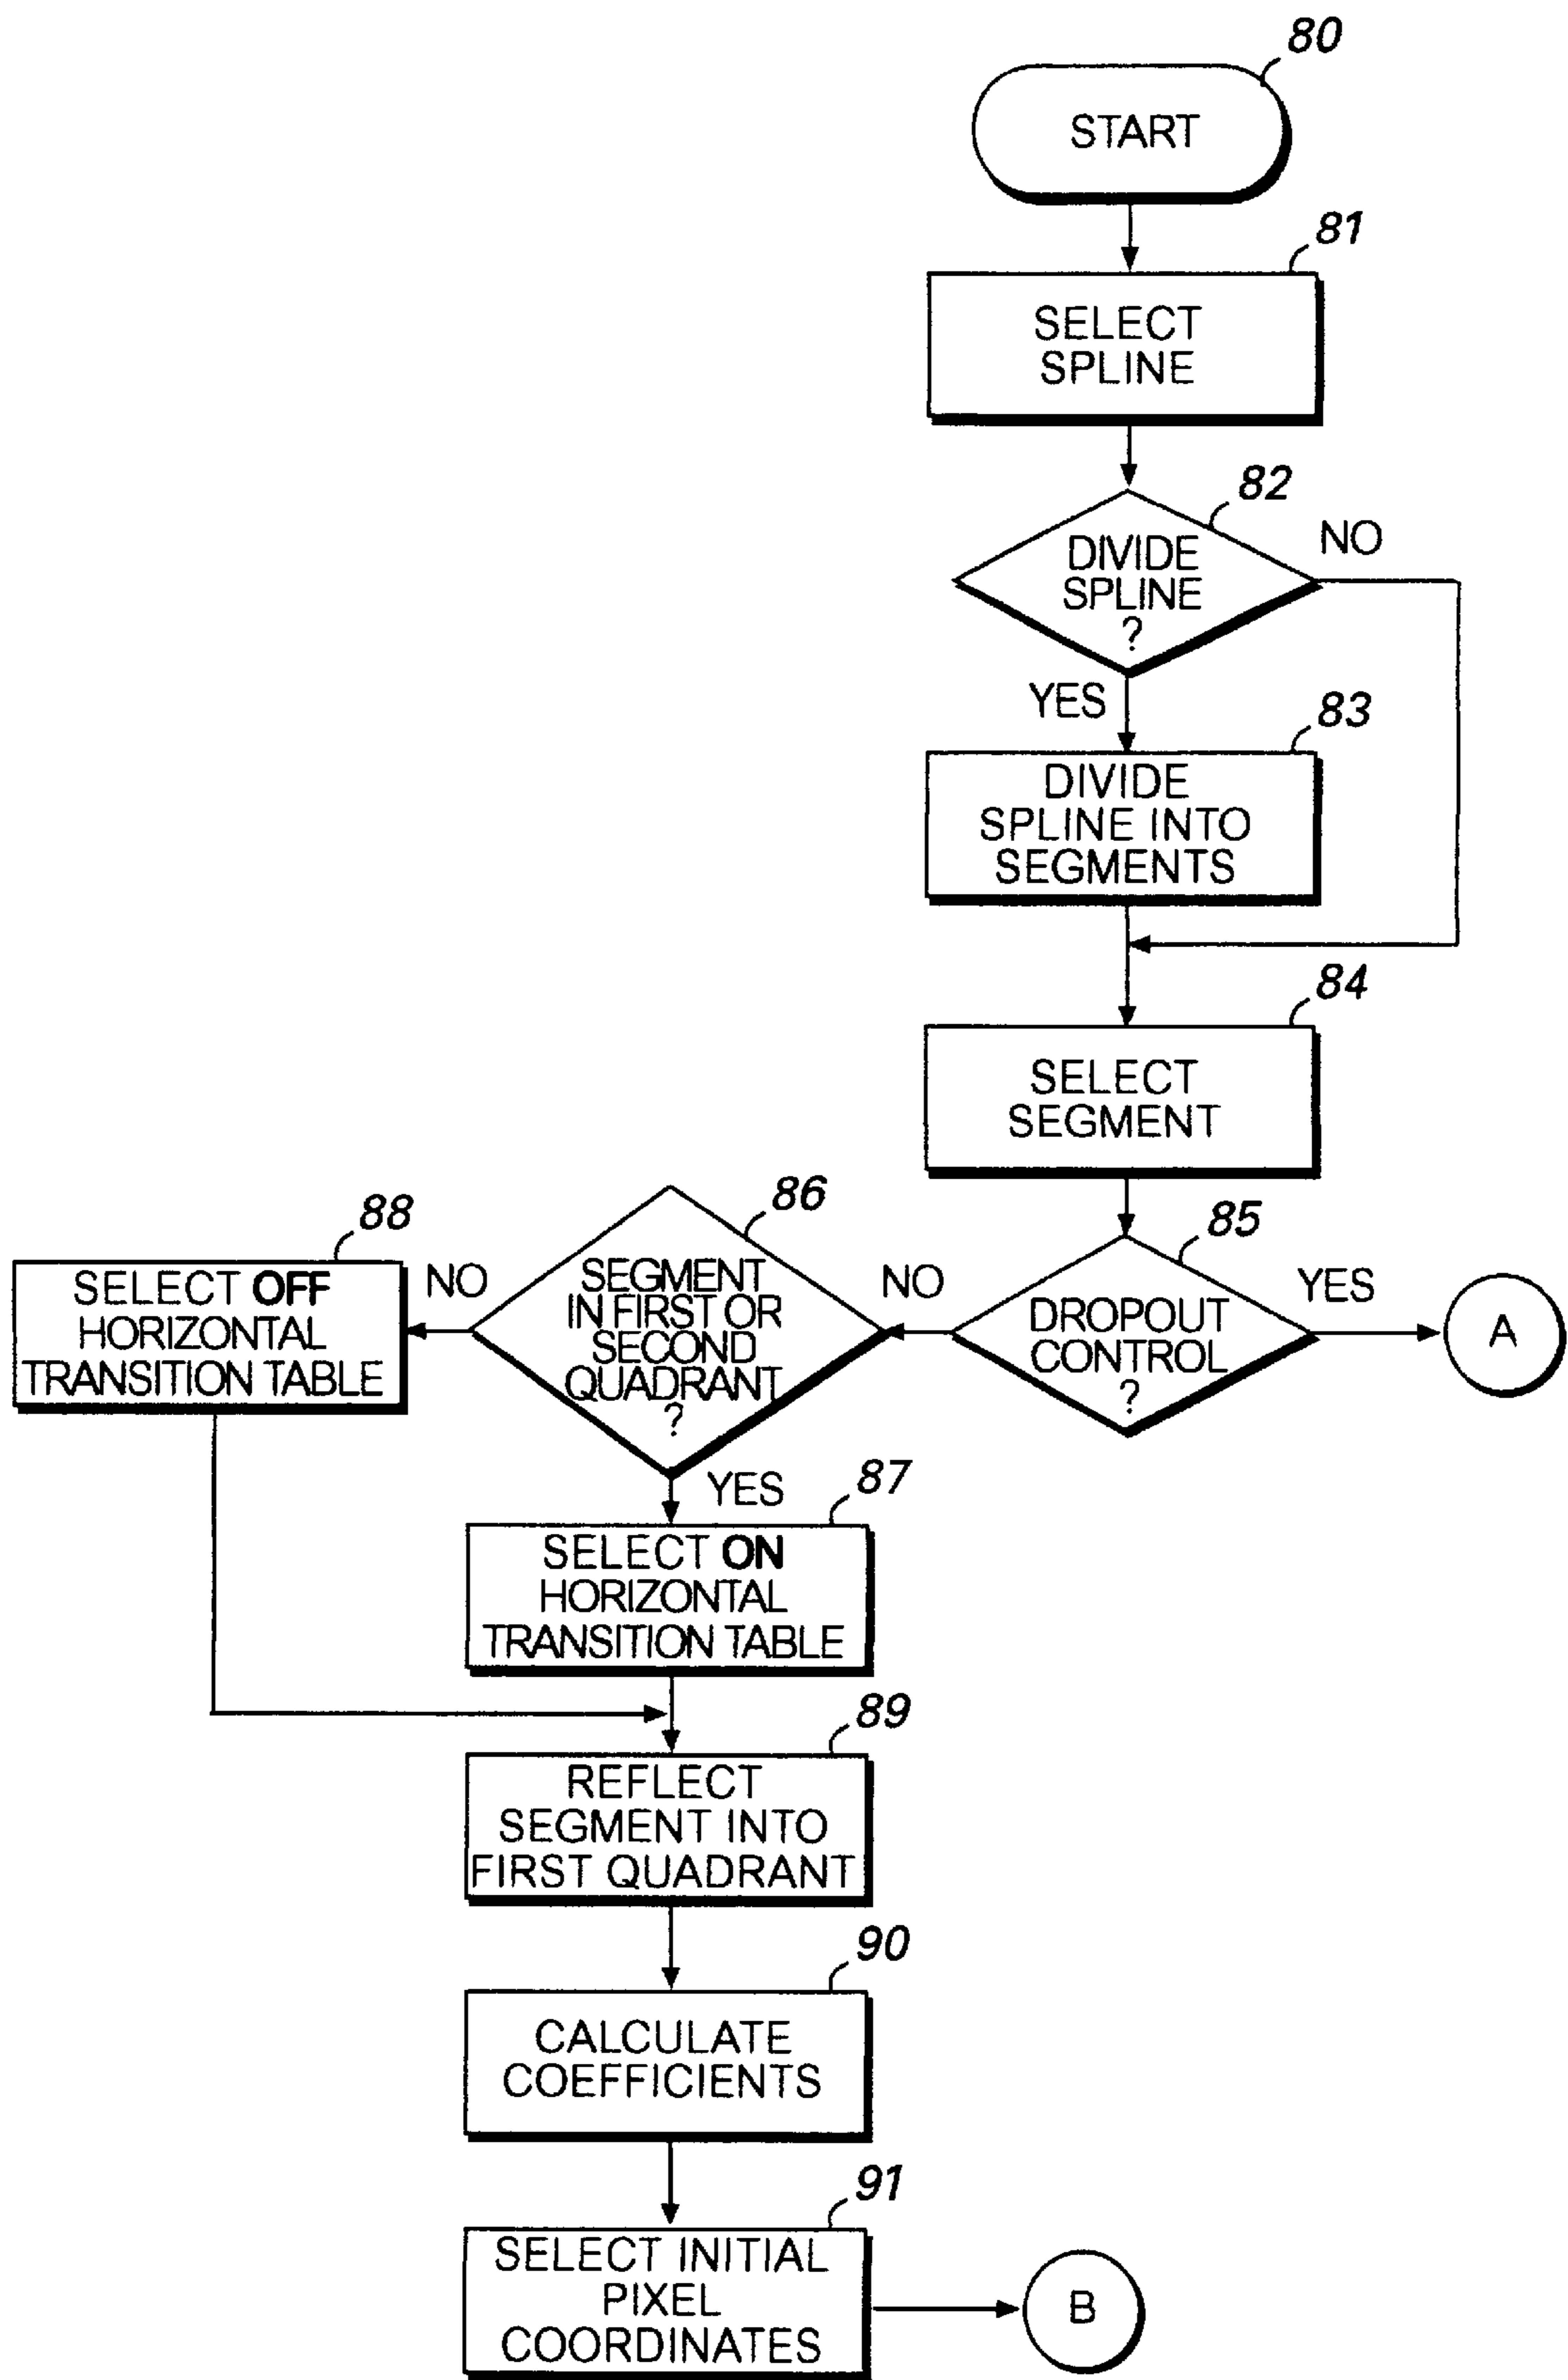 80
START
81
SELECT
SPLINE
82
DIVIDE
SPLINE
?
NO
YES
83
DIVIDE
SPLINE INTO
SEGMENTS
84
SELECT
SEGMENT
85
DROPOUT
CONTROL
?
YES
A
NO
86
SEGMENT
IN FIRST OR
SECOND
QUADRANT
?
NO
88
SELECT OFF
HORIZONTAL
TRANSITION TABLE
YES
87
SELECT ON
HORIZONTAL
TRANSITION TABLE
89
REFLECT
SEGMENT INTO
FIRST QUADRANT
90
CALCULATE
COEFFICIENTS
91
SELECT INITIAL
PIXEL
COORDINATES
B